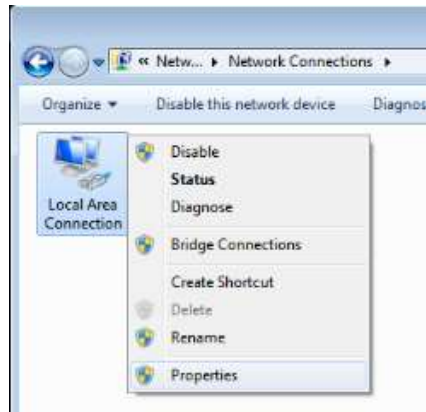 « Netw... ▸ Network Connections ▸
Organize ▾ Disable this network device Diagnos
Local Area
Connection
Disable
Status
Diagnose
Bridge Connections
Create Shortcut
Delete
Rename
Properties